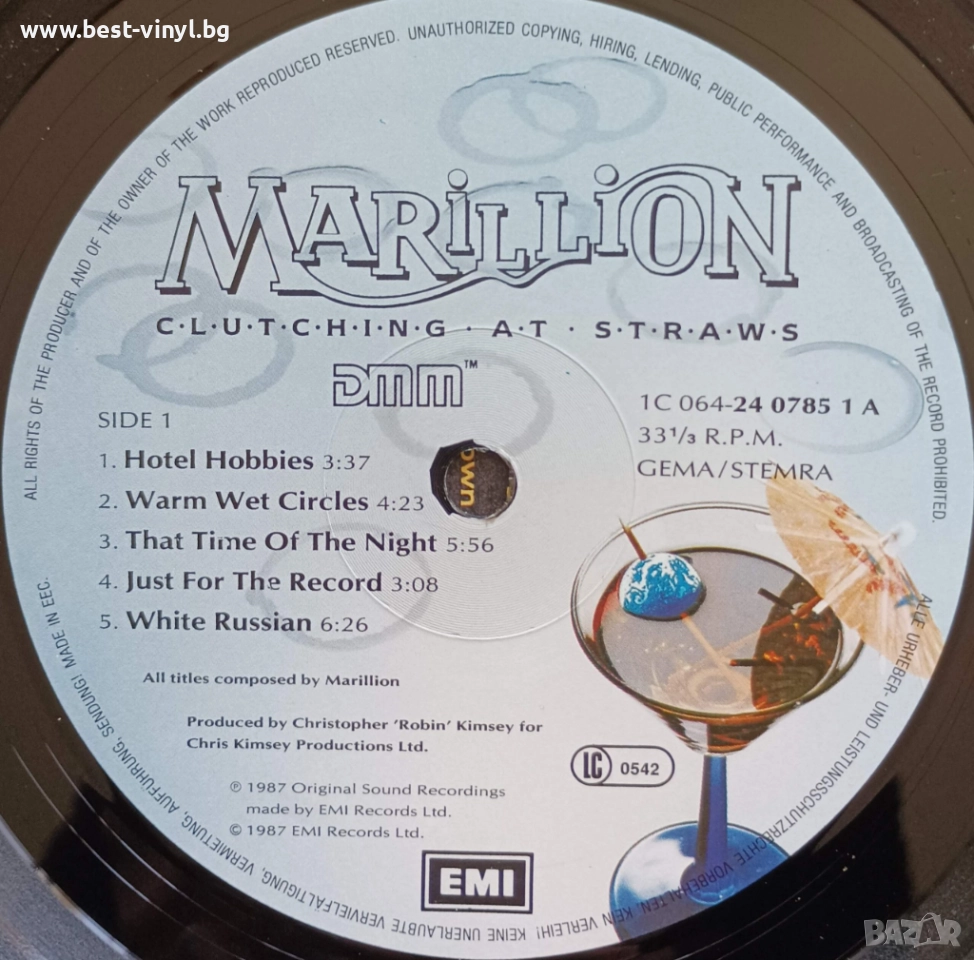 www.best-vinyl.bg
ALL RIGHTS OF THE PRODUCER AND OF THE OWNER OF THE WORK REPRODUCED RESERVED. UNAUTHORIZED COPYING, HIRING, LENDING, PUBLIC PERFORMANCE AND BROADCASTING OF THE RECORD PROHIBITED.
MARILLION
C·L·U·T·C·H·I·N·G · A·T · S·T·R·A·W·S
DMM™
SIDE 1
1C 064-24 0785 1 A
33 1/3 R.P.M.
GEMA/STEMRA
1. Hotel Hobbies 3:37
2. Warm Wet Circles 4:23
3. That Time Of The Night 5:56
4. Just For The Record 3:08
5. White Russian 6:26
own
All titles composed by Marillion
Produced by Christopher 'Robin' Kimsey for
Chris Kimsey Productions Ltd.
LC 0542
℗ 1987 Original Sound Recordings
made by EMI Records Ltd.
© 1987 EMI Records Ltd.
EMI
ALLE URHEBER- UND LEISTUNGSSCHUTZRECHTE VORBEHALTEN. KEIN VERLEIH! KEINE UNERLAUBTE VERVIELFÄLTIGUNG, VERMIETUNG, AUFFÜHRUNG, SENDUNG! MADE IN EEC.
BAZAR